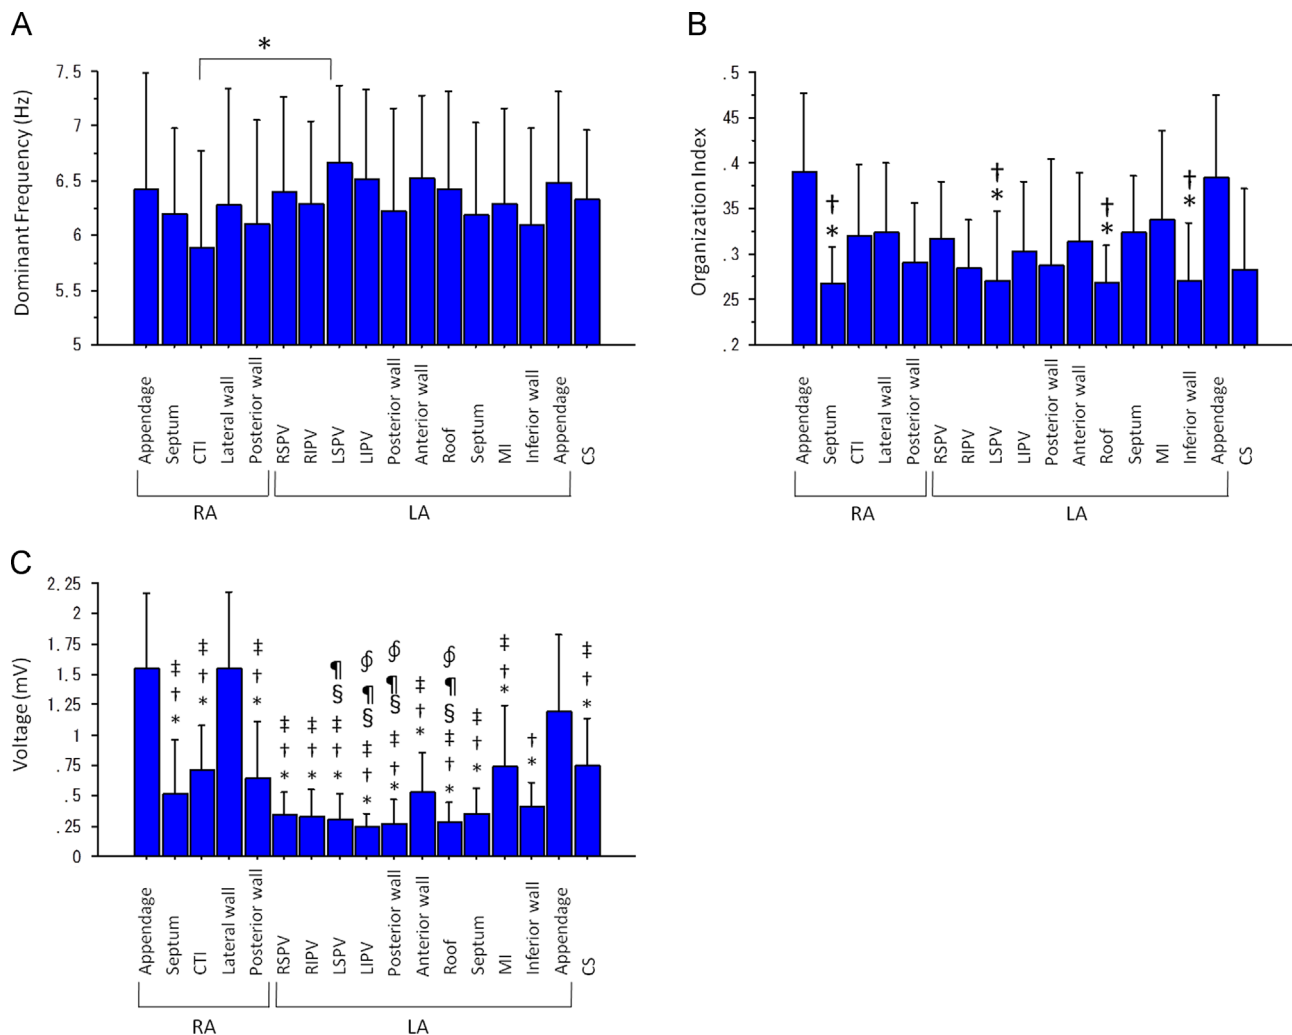 A
*
Dominant Frequency (Hz)
7.5
7
6.5
6
5.5
5
Appendage
Septum
CTI
Lateral wall
Posterior wall
RSPV
RIPV
LSPV
LIPV
Posterior wall
Anterior wall
Roof
Septum
MI
Inferior wall
Appendage
CS
RA
LA
B
Organization Index
.5
45
.4
35
.3
25
.2
† *
† *
† *
† *
Appendage
Septum
CTI
Lateral wall
Posterior wall
RSPV
RIPV
LSPV
LIPV
Posterior wall
Anterior wall
Roof
Septum
MI
Inferior wall
Appendage
CS
RA
LA
C
Voltage (mV)
2.25
2
1.75
1.5
1.25
1
.75
.5
.25
0
‡ † *
‡ † *
‡ † *
‡ † *
‡ † *
¶ § ‡ † *
∮ ¶ § ‡ † *
∮ ¶ § ‡ † *
‡ † *
∮ ¶ § ‡ † *
‡ † *
‡ † *
† *
‡ † *
Appendage
Septum
CTI
Lateral wall
Posterior wall
RSPV
RIPV
LSPV
LIPV
Posterior wall
Anterior wall
Roof
Septum
MI
Inferior wall
Appendage
CS
RA
LA